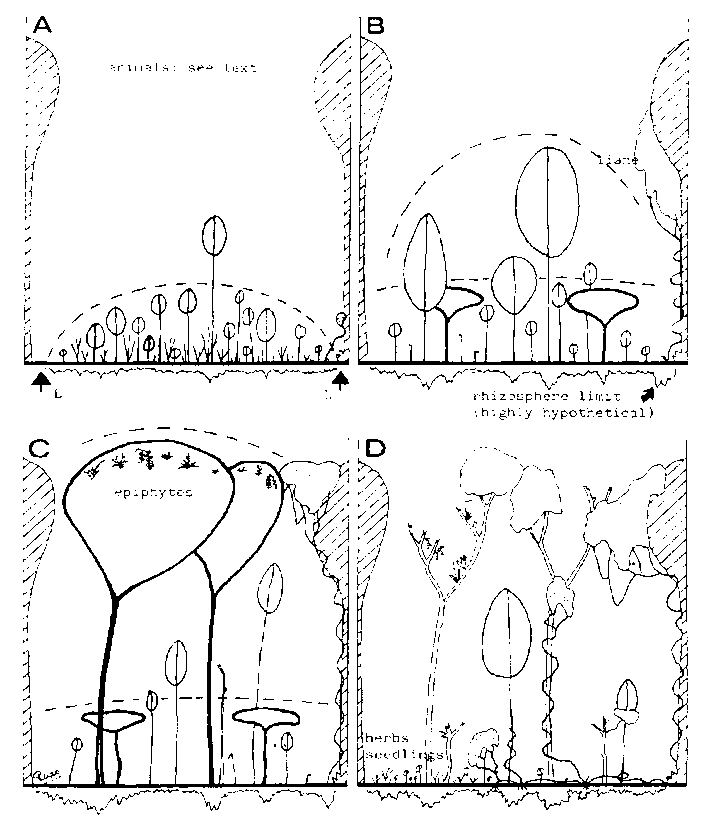 A
animals: see text
B
liane
L
L
rhizosphere limit
(highly hypothetical)
C
epiphytes
D
herbs
seedlings